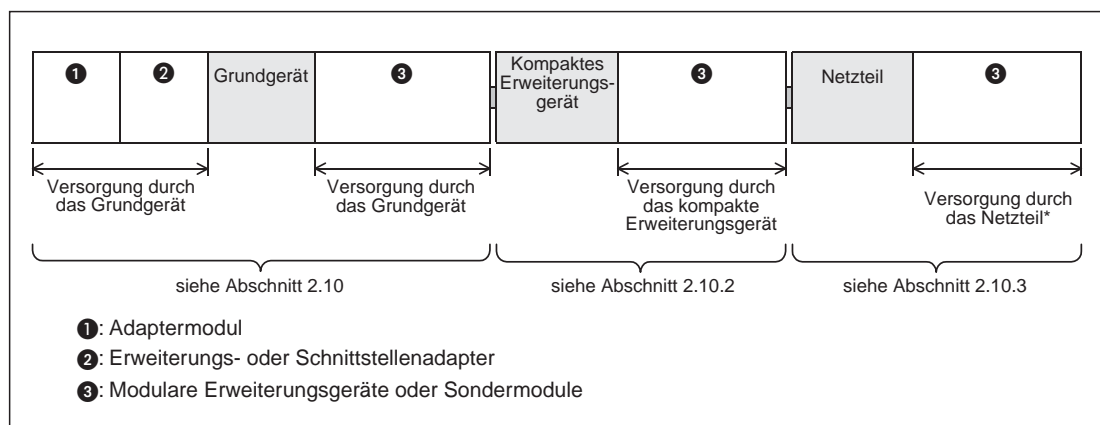 ❶
❷
Grundgerät
❸
Kompaktes
Erweiterungs-
gerät
❸
Netzteil
❸
Versorgung durch
das Grundgerät
Versorgung durch
das Grundgerät
Versorgung durch
das kompakte
Erweiterungsgerät
Versorgung durch
das Netzteil*
siehe Abschnitt 2.10
siehe Abschnitt 2.10.2
siehe Abschnitt 2.10.3
❶: Adaptermodul
❷: Erweiterungs- oder Schnittstellenadapter
❸: Modulare Erweiterungsgeräte oder Sondermodule